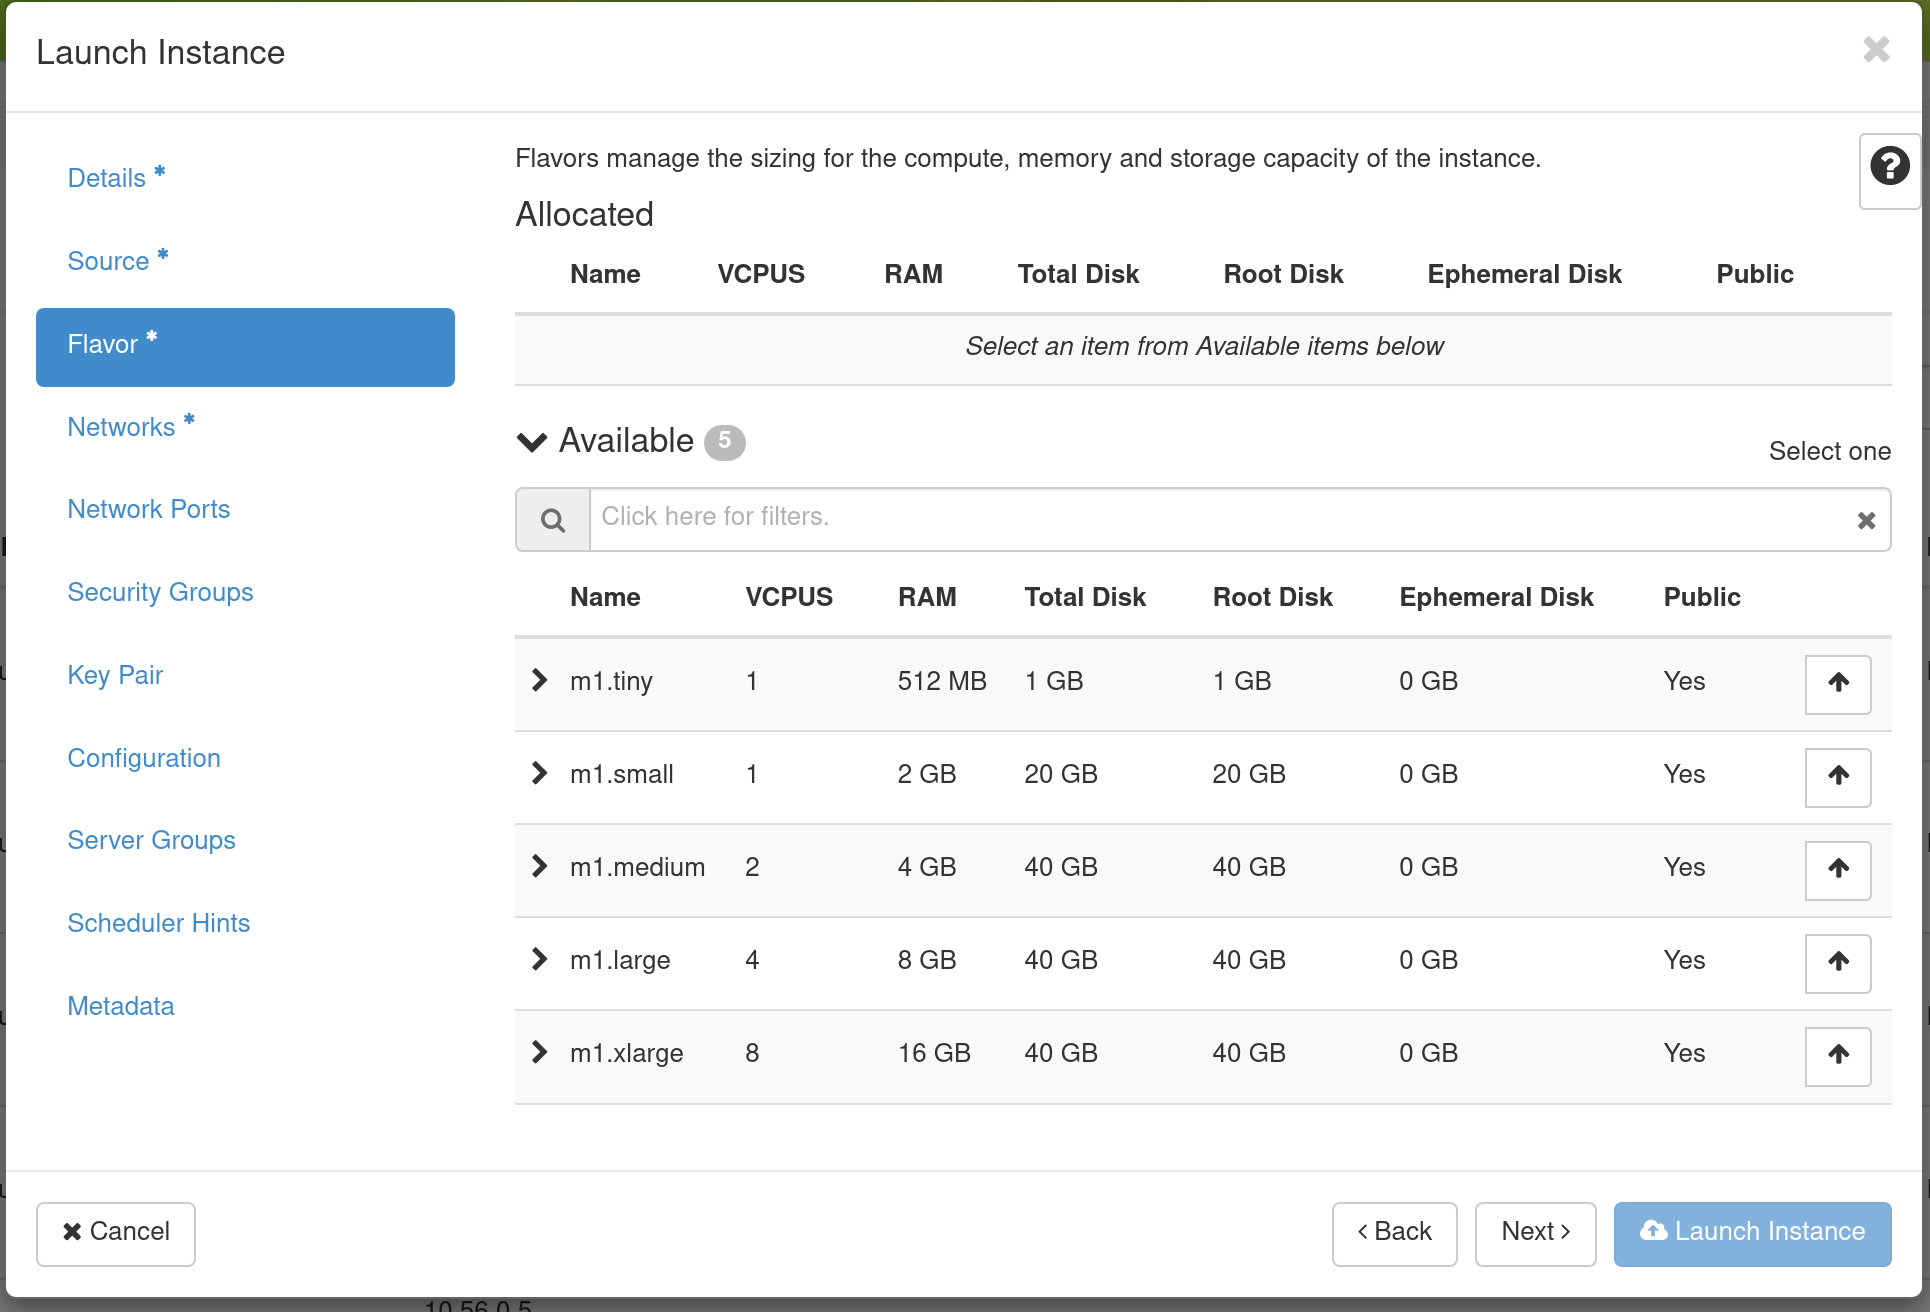 Launch Instance
Details *
Source *
Flavor *
Networks *
Network Ports
Security Groups
Key Pair
Configuration
Server Groups
Scheduler Hints
Metadata
Flavors manage the sizing for the compute, memory and storage capacity of the instance.
Allocated
Name VCPUS RAM Total Disk Root Disk Ephemeral Disk Public
Select an item from Available items below
Available 5
Select one
Click here for filters.
Name VCPUS RAM Total Disk Root Disk Ephemeral Disk Public
m1.tiny 1 512 MB 1 GB 1 GB 0 GB Yes
m1.small 1 2 GB 20 GB 20 GB 0 GB Yes
m1.medium 2 4 GB 40 GB 40 GB 0 GB Yes
m1.large 4 8 GB 40 GB 40 GB 0 GB Yes
m1.xlarge 8 16 GB 40 GB 40 GB 0 GB Yes
Cancel
Back
Next
Launch Instance
10.56.0.5